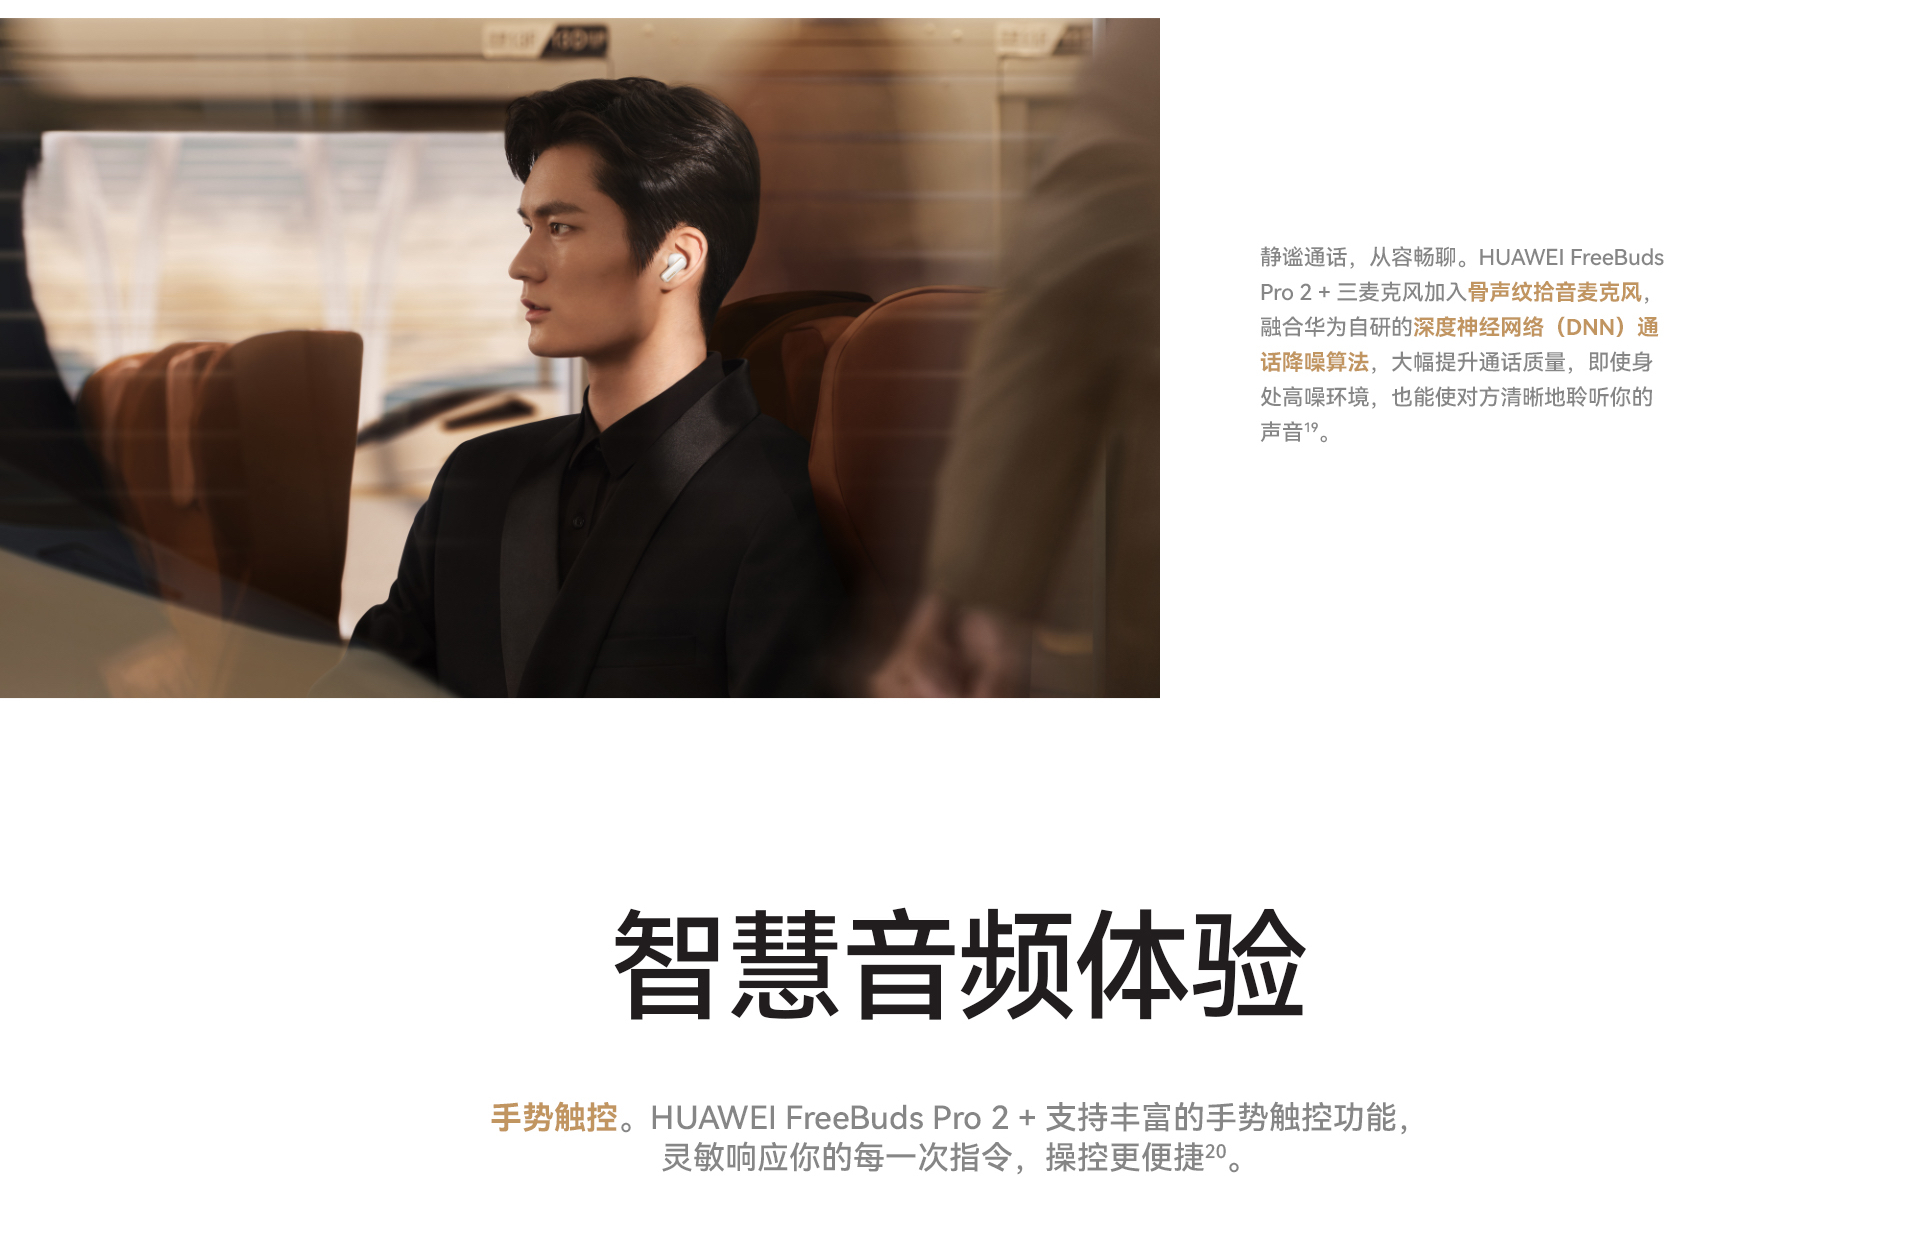 静谧通话，从容畅聊。HUAWEI FreeBuds
Pro 2 + 三麦克风加入骨声纹拾音麦克风，
融合华为自研的深度神经网络（DNN）通
话降噪算法，大幅提升通话质量，即使身
处高噪环境，也能使对方清晰地聆听你的
声音¹⁹。
智慧音频体验
手势触控。HUAWEI FreeBuds Pro 2 + 支持丰富的手势触控功能，
灵敏响应你的每一次指令，操控更便捷²⁰。